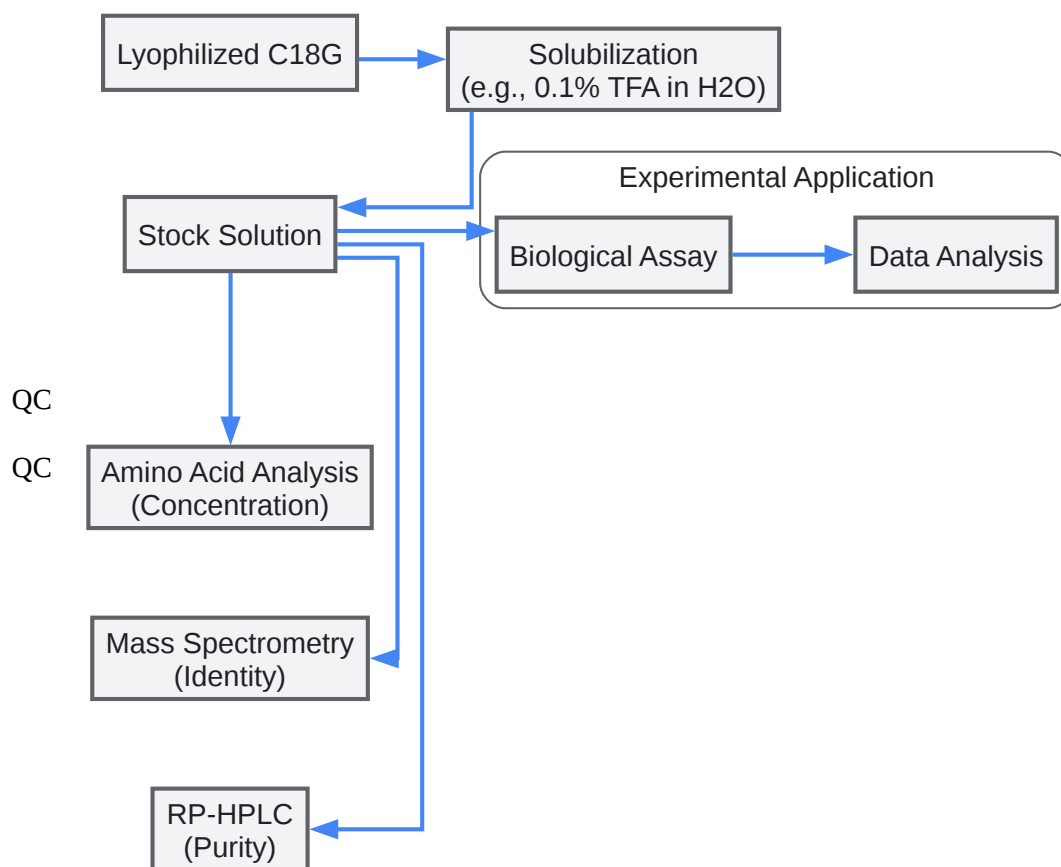 Lyophilized C18G
Solubilization
(e.g., 0.1% TFA in H2O)
Experimental Application
Stock Solution
Biological Assay
Data Analysis
QC
QC
Amino Acid Analysis
(Concentration)
Mass Spectrometry
(Identity)
RP-HPLC
(Purity)